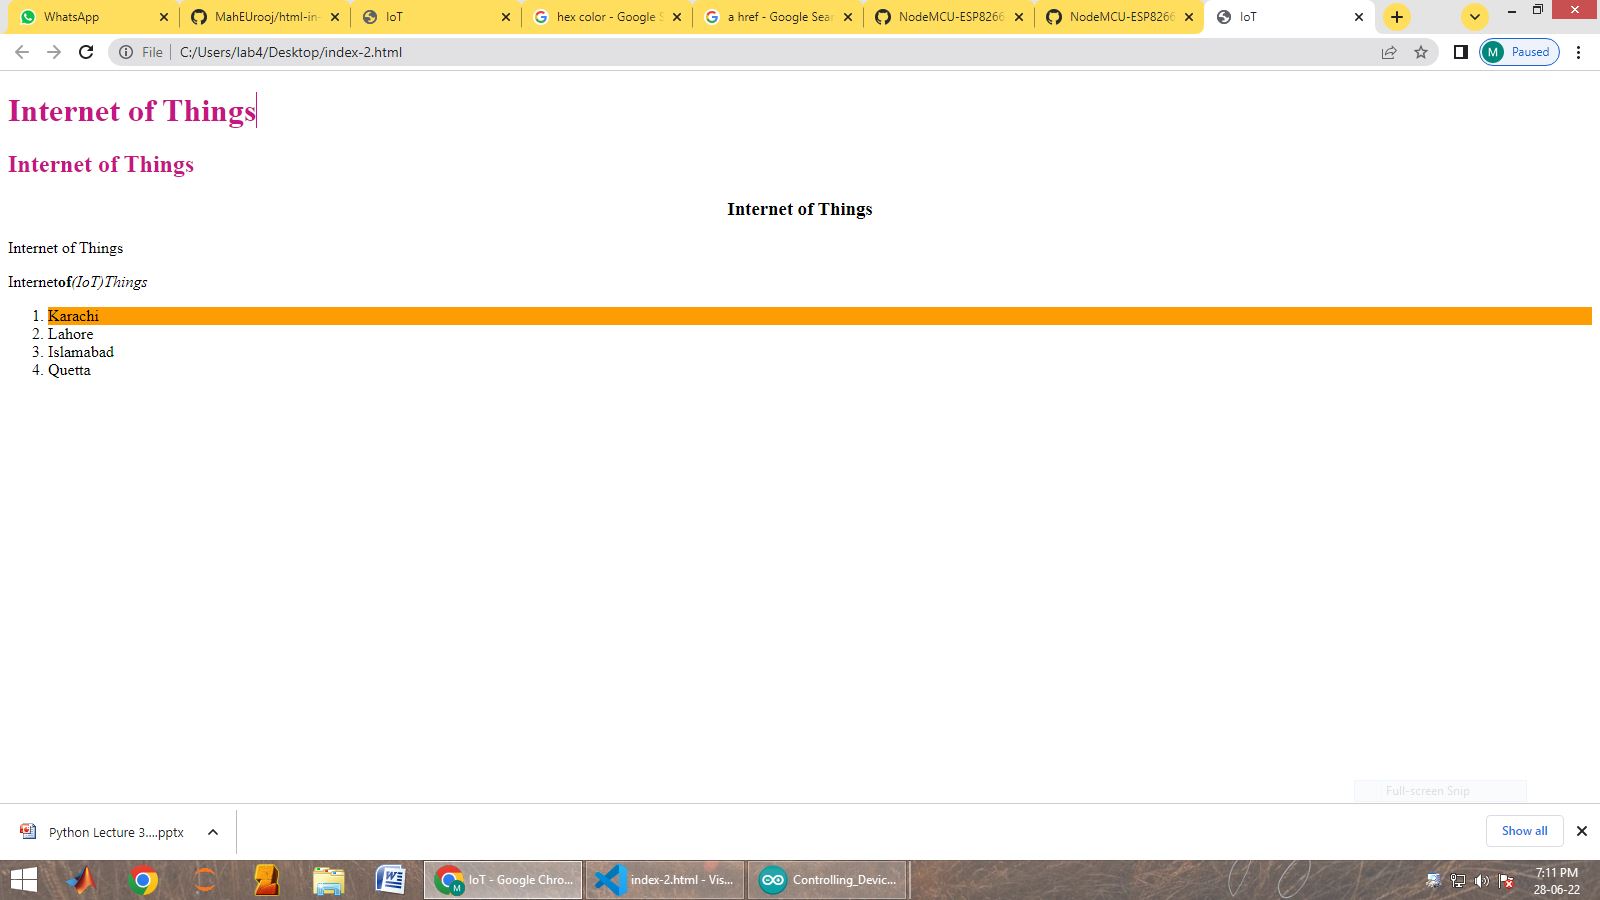 WhatsApp
MahEUrooj/html-in-
IoT
hex color - Google S
a href - Google Sear
NodeMCU-ESP8266
NodeMCU-ESP8266
IoT
File C:/Users/lab4/Desktop/index-2.html M Paused
Internet of Things
Internet of Things
Internet of Things
Internet of Things
Internetof(IoT)Things
1. Karachi
2. Lahore
3. Islamabad
4. Quetta
Full-screen Snip
Python Lecture 3....pptx
Show all
M IoT - Google Chro...
index-2.html - Vis...
Controlling_Devic...
7:11 PM
28-06-22